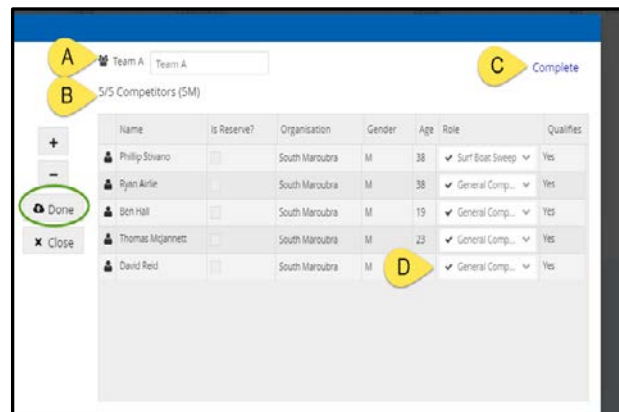 A Team A Team A C Complete
B 5/5 Competitors (5M)
Name Is Reserve? Organisation Gender Age Role Qualifies
+
Phillip Stivano South Maroubra M 38 Surf Boat Sweep Yes
–
Ryan Airlie South Maroubra M 38 General Comp... Yes
Done
Ben Hall South Maroubra M 19 General Comp... Yes
Close
Thomas McJannett South Maroubra M 23 General Comp... Yes
David Reid South Maroubra M D General Comp... Yes